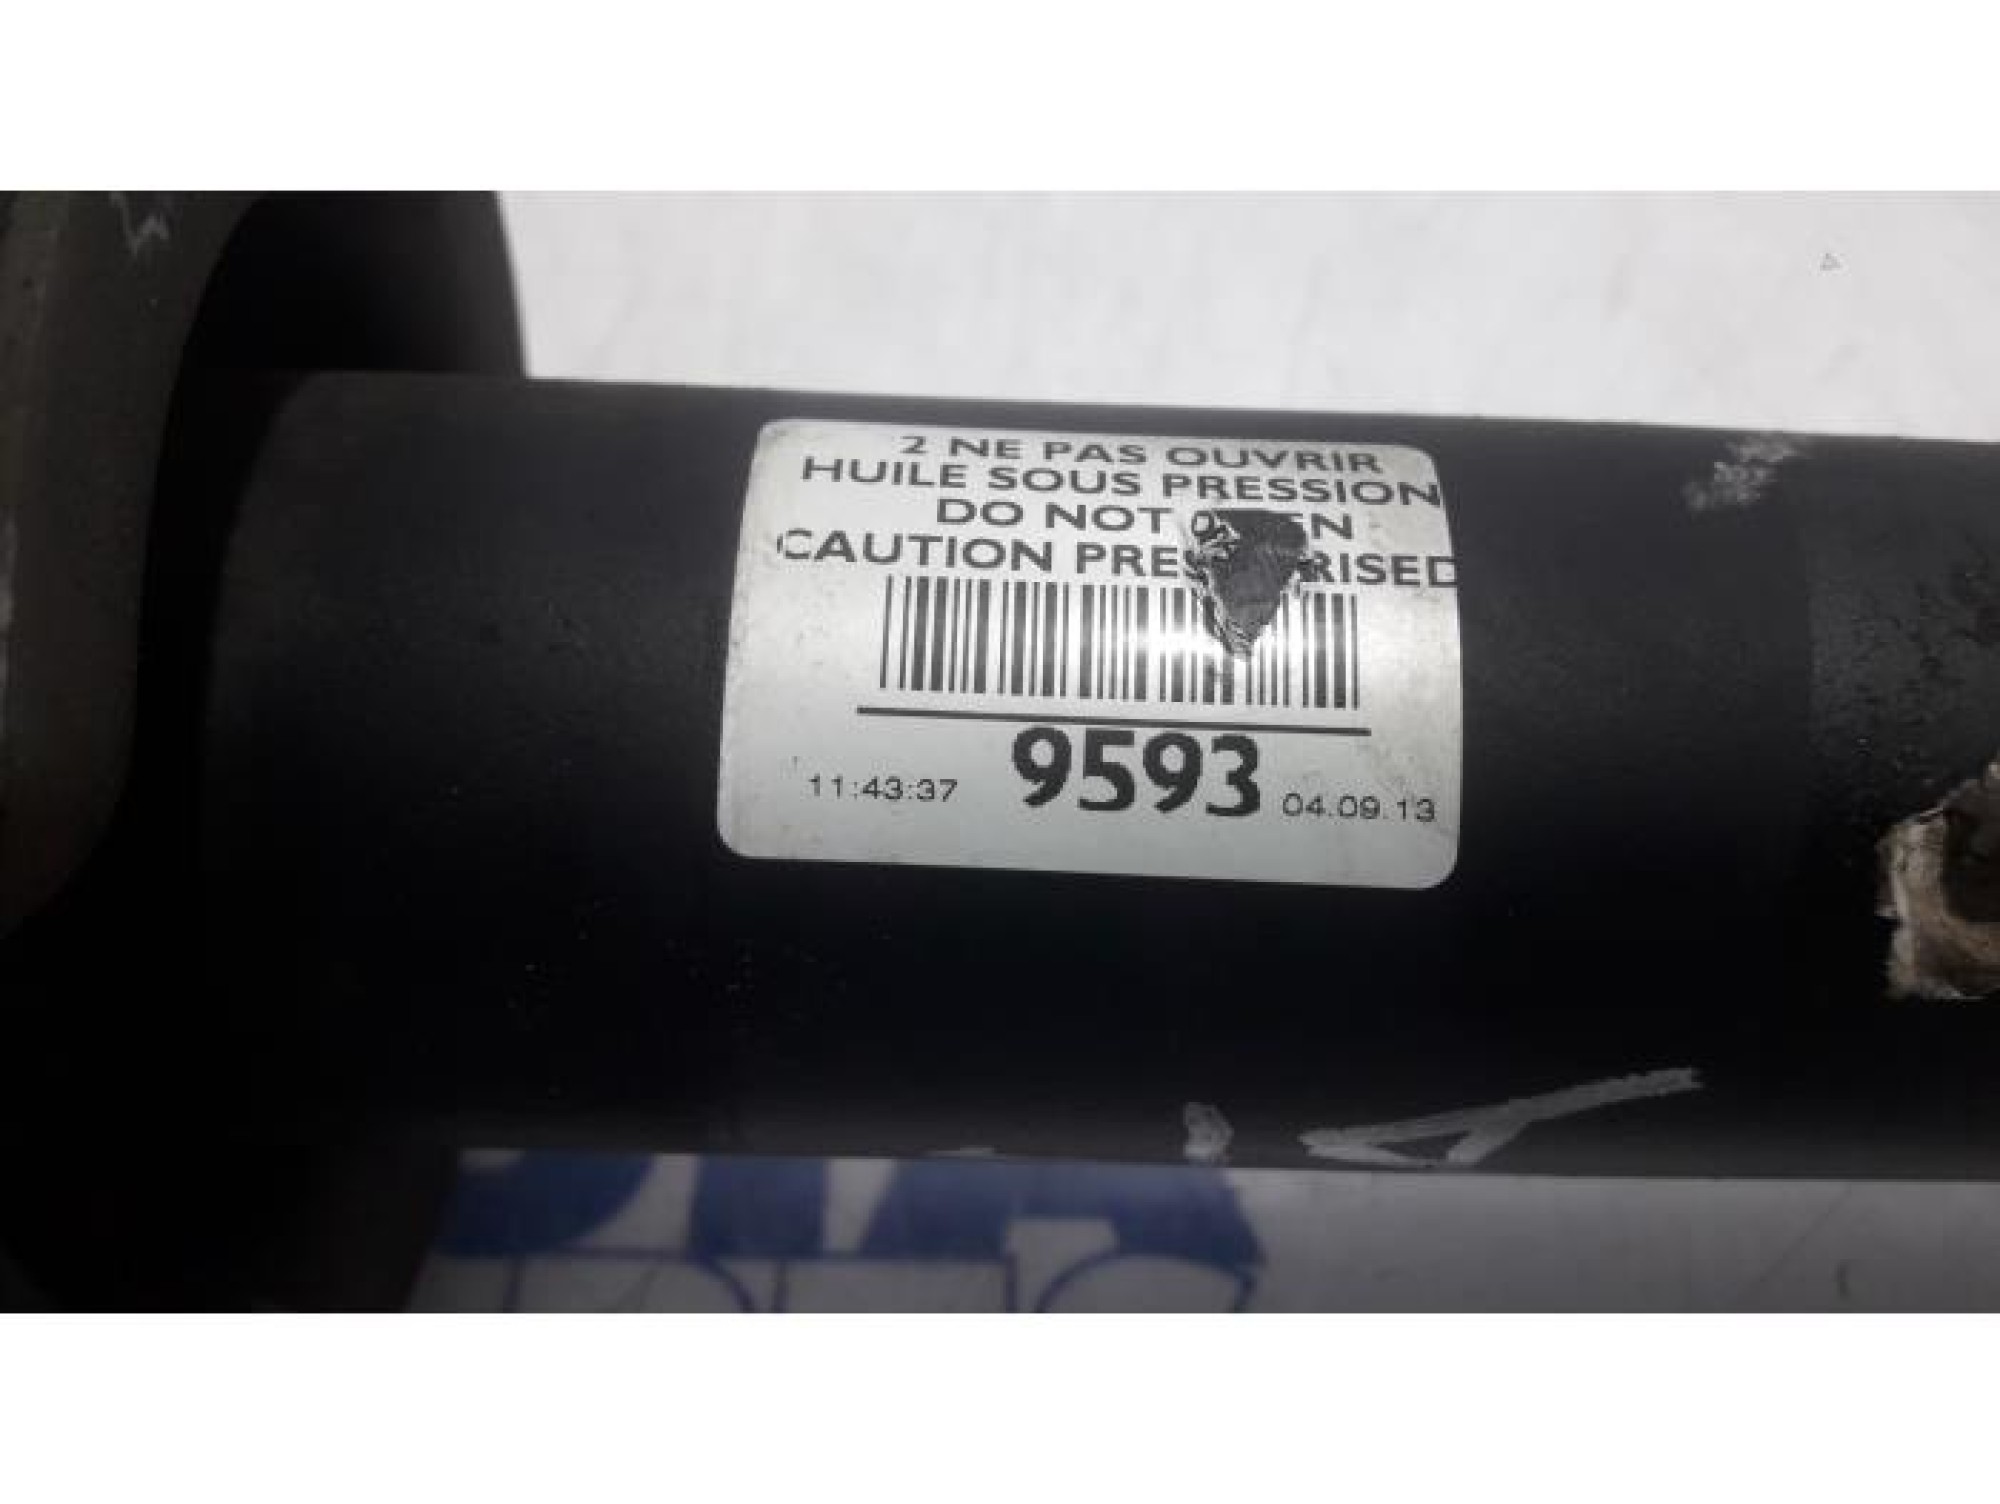 2 NE PAS OUVRIR
HUILE SOUS PRESSION
DO NOT
CAUTION
9593
11:43:37
04.09.13